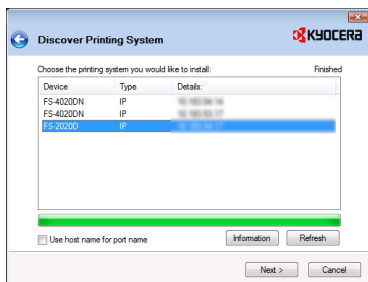 Discover Printing System
KYOCERA
Choose the printing system you would like to install: Finished
Device Type Details:
FS-4020DN IP
FS-4020DN IP
FS-2020D IP
Use host name for port name
Information
Refresh
Next >
Cancel